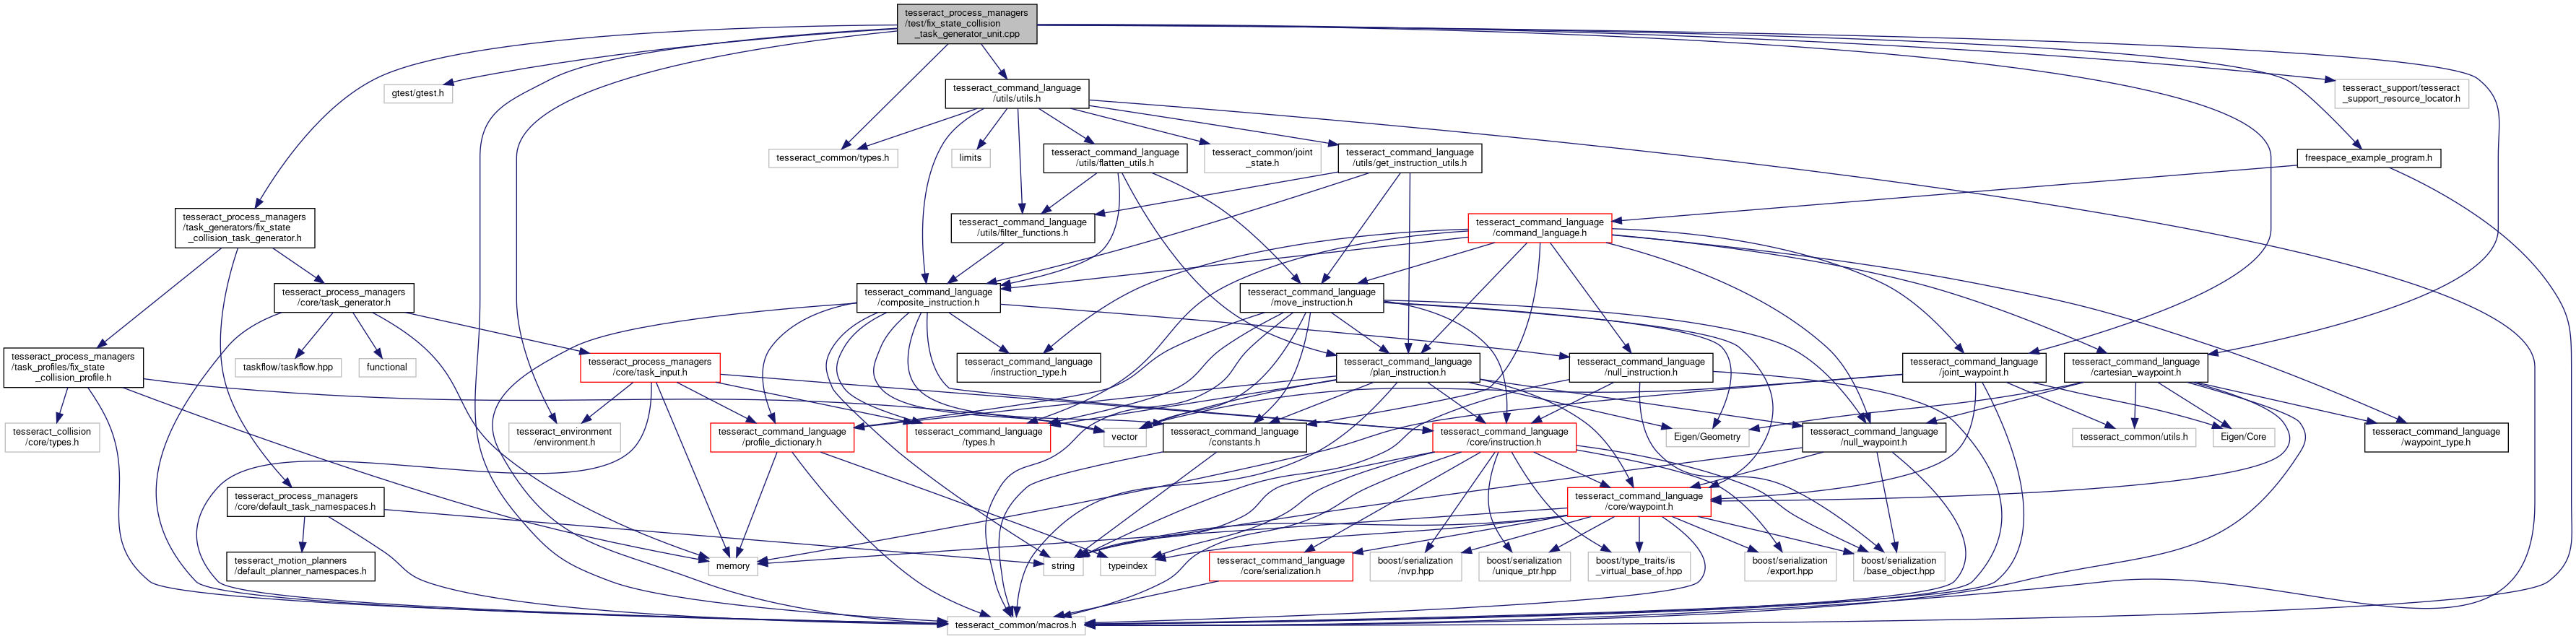 tesseract_process_managers
/test/fix_state_collision
_task_generator_unit.cpp
gtest/gtest.h
tesseract_command_language
/utils/utils.h
tesseract_support/tesseract
_support_resource_locator.h
tesseract_common/types.h
limits
tesseract_command_language
/utils/flatten_utils.h
tesseract_common/joint
_state.h
tesseract_command_language
/utils/get_instruction_utils.h
freespace_example_program.h
tesseract_process_managers
/task_generators/fix_state
_collision_task_generator.h
tesseract_command_language
/utils/filter_functions.h
tesseract_command_language
/command_language.h
tesseract_process_managers
/core/task_generator.h
tesseract_command_language
/composite_instruction.h
tesseract_command_language
/move_instruction.h
tesseract_process_managers
/task_profiles/fix_state
_collision_profile.h
taskflow/taskflow.hpp
functional
tesseract_process_managers
/core/task_input.h
tesseract_command_language
/instruction_type.h
tesseract_command_language
/plan_instruction.h
tesseract_command_language
/null_instruction.h
tesseract_command_language
/joint_waypoint.h
tesseract_command_language
/cartesian_waypoint.h
tesseract_collision
/core/types.h
tesseract_environment
/environment.h
tesseract_command_language
/profile_dictionary.h
tesseract_command_language
/types.h
vector
tesseract_command_language
/constants.h
tesseract_command_language
/core/instruction.h
Eigen/Geometry
tesseract_command_language
/null_waypoint.h
tesseract_common/utils.h
Eigen/Core
tesseract_command_language
/waypoint_type.h
tesseract_process_managers
/core/default_task_namespaces.h
tesseract_command_language
/core/waypoint.h
tesseract_motion_planners
/default_planner_namespaces.h
memory
string
typeindex
tesseract_command_language
/core/serialization.h
boost/serialization
/nvp.hpp
boost/serialization
/unique_ptr.hpp
boost/type_traits/is
_virtual_base_of.hpp
boost/serialization
/export.hpp
boost/serialization
/base_object.hpp
tesseract_common/macros.h